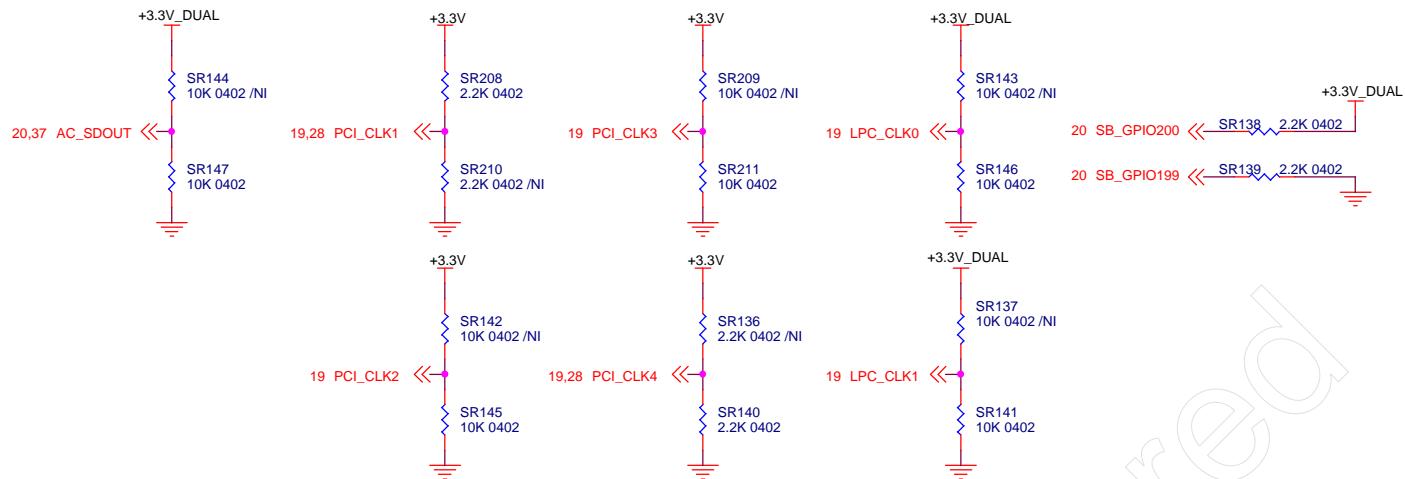 +3.3V_DUAL
SR144
10K 0402 /NI
20,37 AC_SDOUT
SR147
10K 0402
+3.3V
SR208
2.2K 0402
19,28 PCI_CLK1
SR210
2.2K 0402 /NI
+3.3V
SR209
10K 0402 /NI
19 PCI_CLK3
SR211
10K 0402
+3.3V_DUAL
SR143
10K 0402 /NI
19 LPC_CLK0
SR146
10K 0402
+3.3V_DUAL
20 SB_GPIO200 SR138 2.2K 0402
20 SB_GPIO199 SR139 2.2K 0402
+3.3V
SR142
10K 0402 /NI
19 PCI_CLK2
SR145
10K 0402
+3.3V
SR136
2.2K 0402 /NI
19,28 PCI_CLK4
SR140
2.2K 0402
+3.3V_DUAL
SR137
10K 0402 /NI
19 LPC_CLK1
SR141
10K 0402